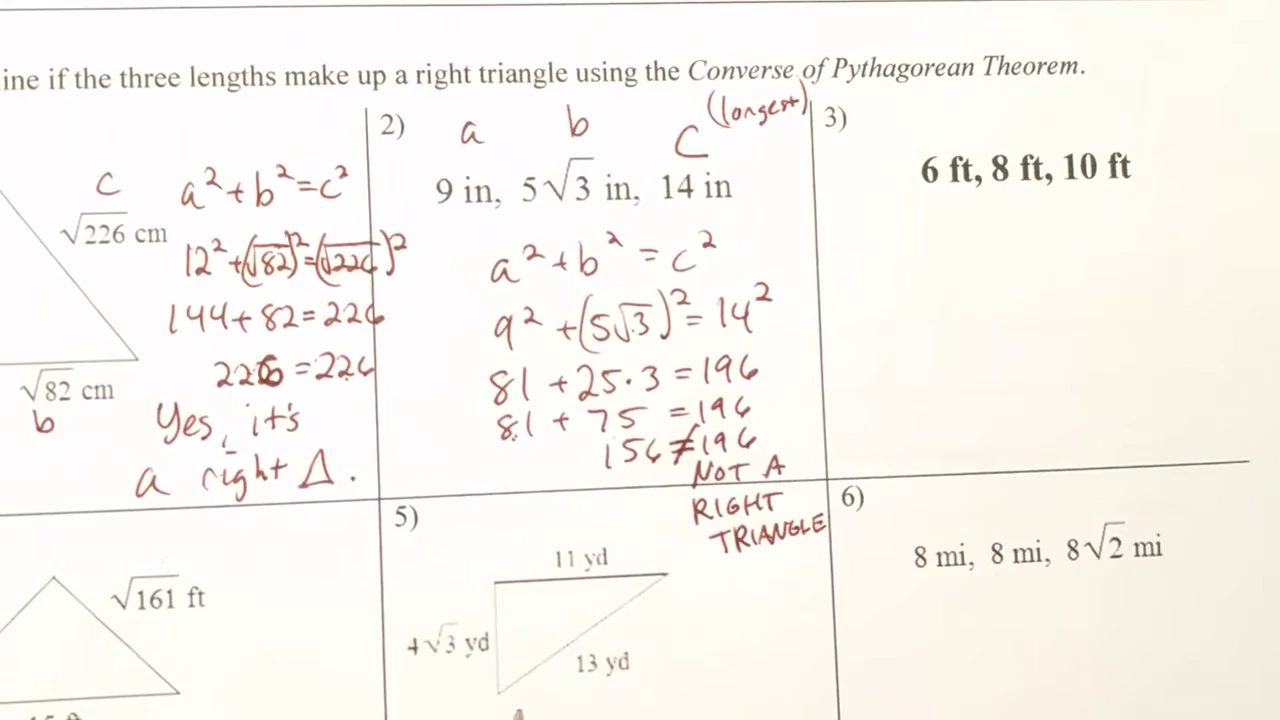 ine if the three lengths make up a right triangle using the Converse of Pythagorean Theorem.
c
√226 cm
√82 cm
b
a² + b² = c²
12² + (√82)² = (√226)²
144 + 82 = 226
226 = 226
Yes, it's
a right Δ.
2)
a b c (longest)
9 in, 5√3 in, 14 in
a² + b² = c²
9² + (5√3)² = 14²
81 + 25·3 = 196
81 + 75 = 196
156 ≠ 196
NOT A
RIGHT
TRIANGLE
3)
6 ft, 8 ft, 10 ft
√161 ft
5)
11 yd
4√3 yd
13 yd
6)
8 mi, 8 mi, 8√2 mi